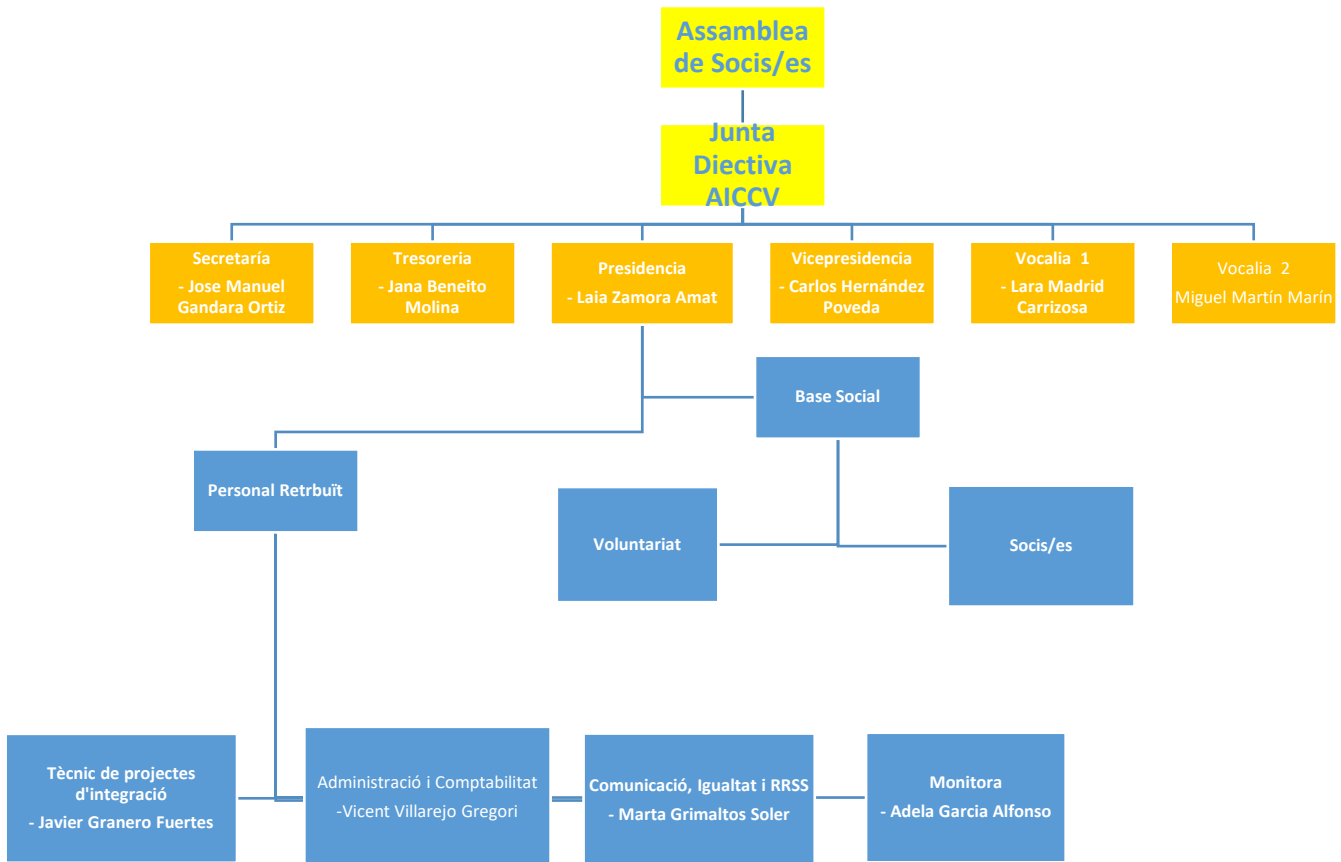 Assamblea
de Socis/es
Junta
Diectiva
AICCV
Secretaría
- Jose Manuel
Gandara Ortiz
Tresoreria
- Jana Beneito
Molina
Presidencia
- Laia Zamora Amat
Vicepresidencia
- Carlos Hernández
Poveda
Vocalia 1
- Lara Madrid
Carrizosa
Vocalia 2
Miguel Martín Marín
Base Social
Personal Retrbuït
Voluntariat
Socis/es
Tècnic de projectes
d'integració
- Javier Granero Fuertes
Administració i Comptabilitat
-Vicent Villarejo Gregori
Comunicació, Igualtat i RRSS
- Marta Grimaltos Soler
Monitora
- Adela Garcia Alfonso